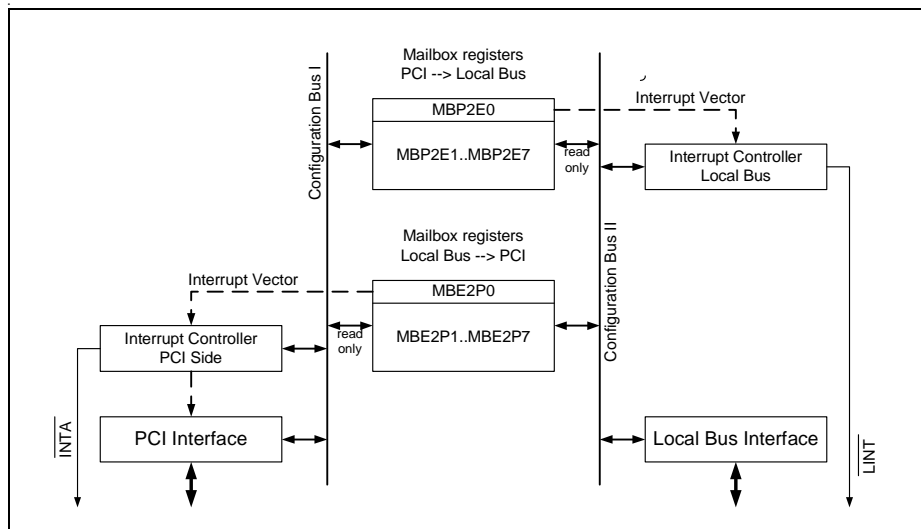 Mailbox registers
PCI --> Local Bus
Configuration Bus I
MBP2E0
MBP2E1..MBP2E7
read
only
Interrupt Vector
Interrupt Controller
Local Bus
Mailbox registers
Local Bus --> PCI
Configuration Bus II
Interrupt Vector
MBE2P0
MBE2P1..MBE2P7
read
only
Interrupt Controller
PCI Side
INTA
PCI Interface
Local Bus Interface
LINT